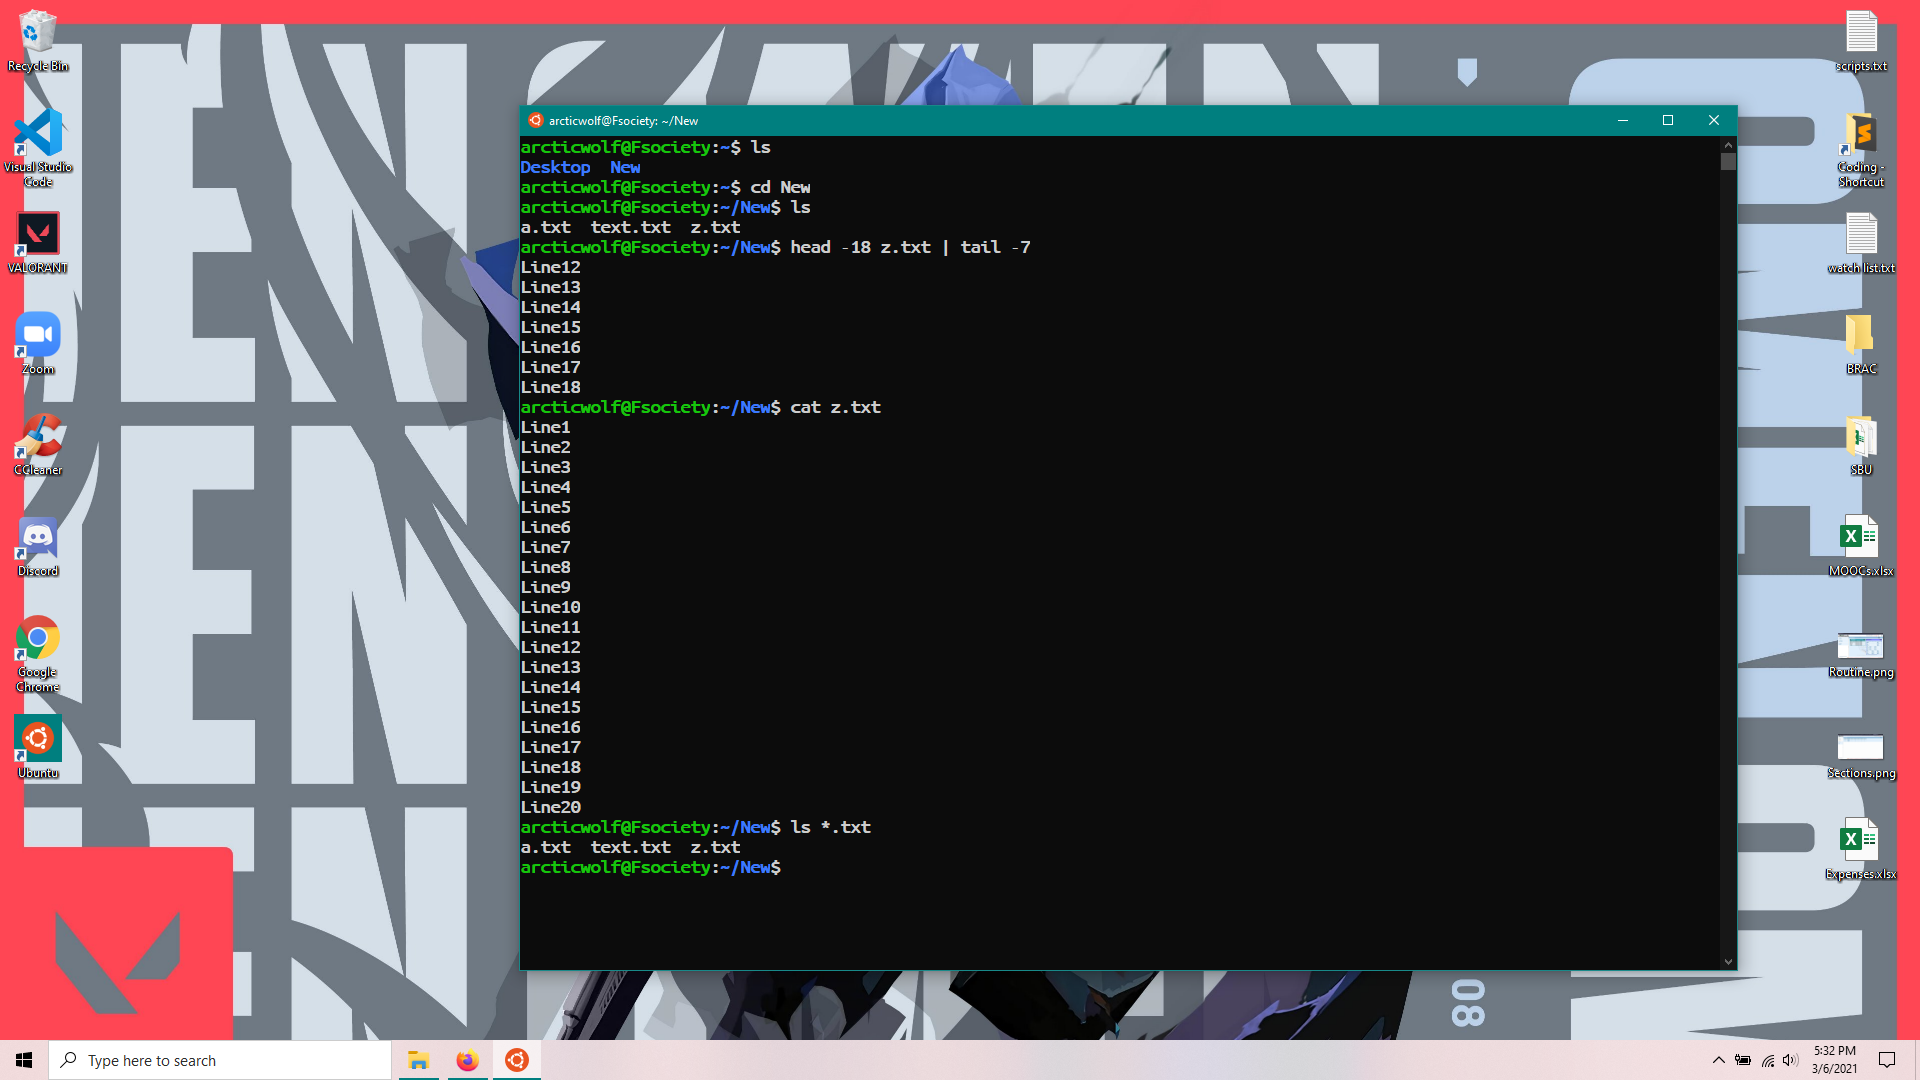 Recycle Bin
Visual Studio
Code
VALORANT
Zoom
CCleaner
Discord
Google
Chrome
Ubuntu
arcticwolf@Fsociety: ~/New
arcticwolf@Fsociety:~$ ls
Desktop  New
arcticwolf@Fsociety:~$ cd New
arcticwolf@Fsociety:~/New$ ls
a.txt  text.txt  z.txt
arcticwolf@Fsociety:~/New$ head -18 z.txt | tail -7
Line12
Line13
Line14
Line15
Line16
Line17
Line18
arcticwolf@Fsociety:~/New$ cat z.txt
Line1
Line2
Line3
Line4
Line5
Line6
Line7
Line8
Line9
Line10
Line11
Line12
Line13
Line14
Line15
Line16
Line17
Line18
Line19
Line20
arcticwolf@Fsociety:~/New$ ls *.txt
a.txt  text.txt  z.txt
arcticwolf@Fsociety:~/New$
scripts.txt
Coding -
Shortcut
watch list.txt
BRAC
SBU
MOOCs.xlsx
Routine.png
Sections.png
Expenses.xlsx
08
Type here to search
5:32 PM
3/6/2021